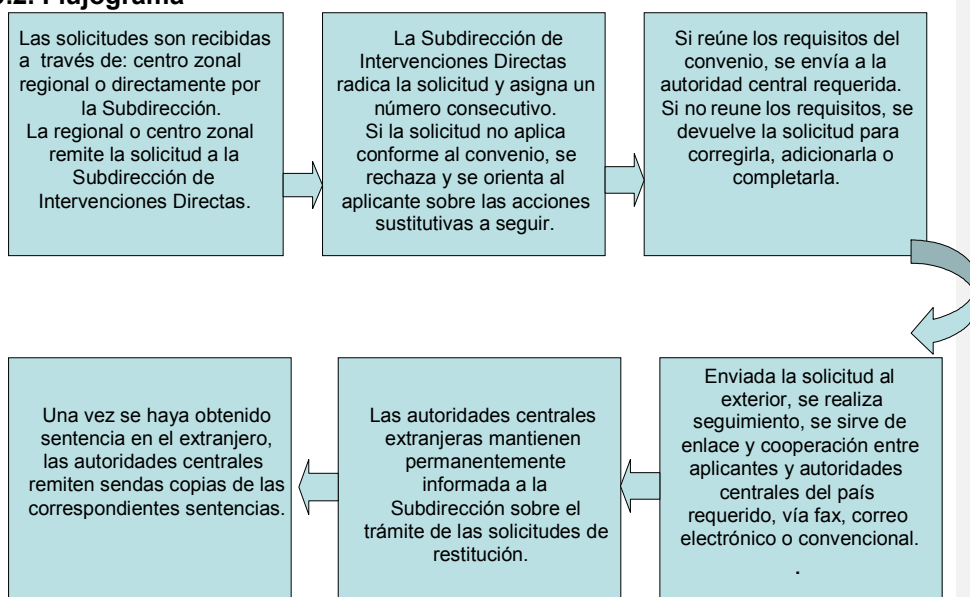 Flujograma
Las solicitudes son recibidas
a través de: centro zonal
regional o directamente por
la Subdirección.
La regional o centro zonal
remite la solicitud a la
Subdirección de
Intervenciones Directas.
La Subdirección de
Intervenciones Directas
radica la solicitud y asigna un
número consecutivo.
Si la solicitud no aplica
conforme al convenio, se
rechaza y se orienta al
aplicante sobre las acciones
sustitutivas a seguir.
Si reúne los requisitos del
convenio, se envía a la
autoridad central requerida.
Si no reune los requisitos, se
devuelve la solicitud para
corregirla, adicionarla o
completarla.
Enviada la solicitud al
exterior, se realiza
seguimiento, se sirve de
enlace y cooperación entre
aplicantes y autoridades
centrales del país
requerido, vía fax, correo
electrónico o convencional.
.
Las autoridades centrales
extranjeras mantienen
permanentemente
informada a la
Subdirección sobre el
trámite de las solicitudes de
restitución.
Una vez se haya obtenido
sentencia en el extranjero,
las autoridades centrales
remiten sendas copias de las
correspondientes sentencias.